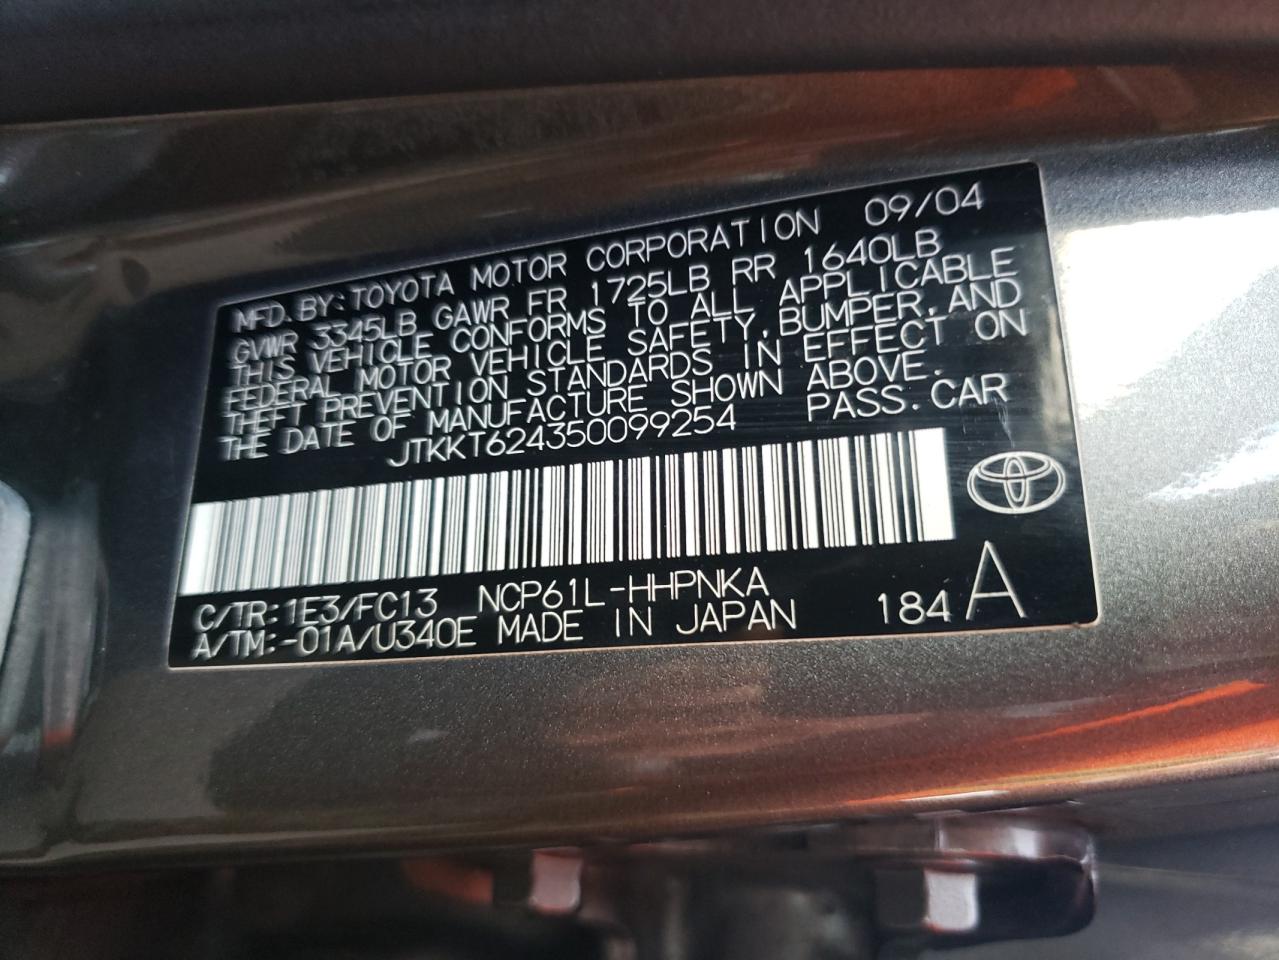 MFD. BY: TOYOTA MOTOR CORPORATION 09/04
GVWR 3345LB GAWR FR 1725LB RR 1640LB
THIS VEHICLE CONFORMS TO ALL APPLICABLE
FEDERAL MOTOR VEHICLE SAFETY, BUMPER, AND
THEFT PREVENTION STANDARDS IN EFFECT ON
THE DATE OF MANUFACTURE SHOWN ABOVE.
JTKKT624350099254 PASS. CAR
C/TR: 1E3/FC13 NCP61L-HHPNKA
A/TM: -01A/U340E MADE IN JAPAN 184 A